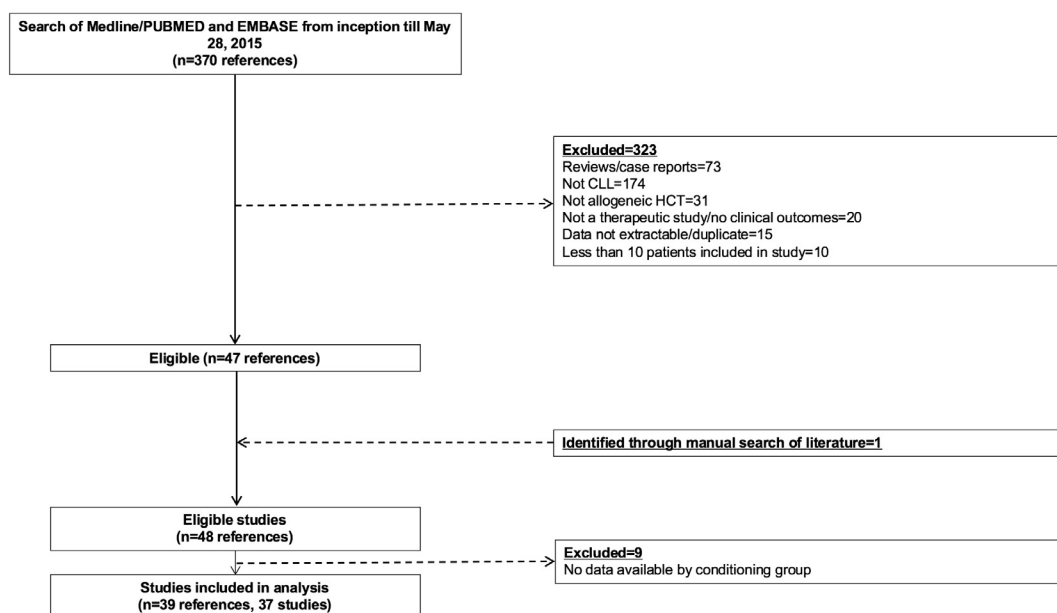 Search of Medline/PUBMED and EMBASE from inception till May
28, 2015
(n=370 references)
Excluded=323
Reviews/case reports=73
Not CLL=174
Not allogeneic HCT=31
Not a therapeutic study/no clinical outcomes=20
Data not extractable/duplicate=15
Less than 10 patients included in study=10
Eligible (n=47 references)
Identified through manual search of literature=1
Eligible studies
(n=48 references)
Excluded=9
No data available by conditioning group
Studies included in analysis
(n=39 references, 37 studies)